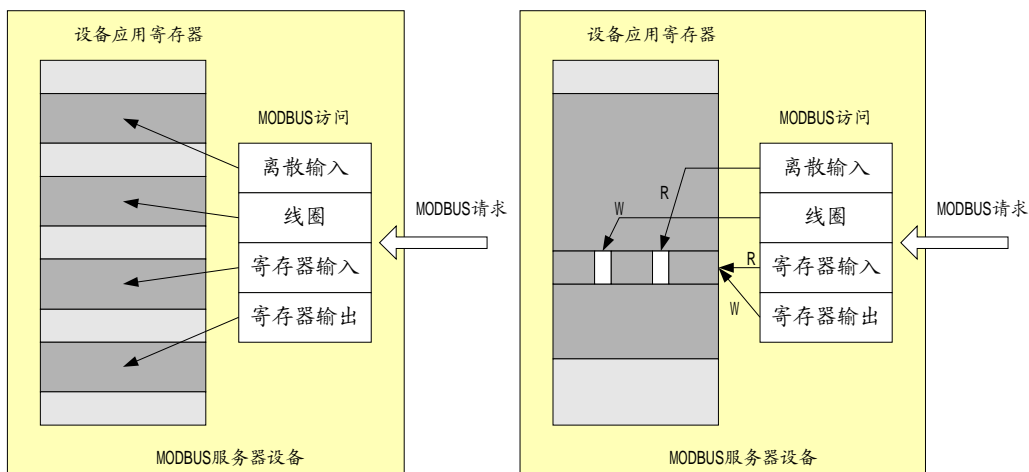 设备应用寄存器
MODBUS访问
离散输入
线圈
寄存器输入
寄存器输出
MODBUS请求
MODBUS服务器设备
设备应用寄存器
MODBUS访问
离散输入
R
线圈
W
寄存器输入
R
寄存器输出
W
MODBUS请求
MODBUS服务器设备